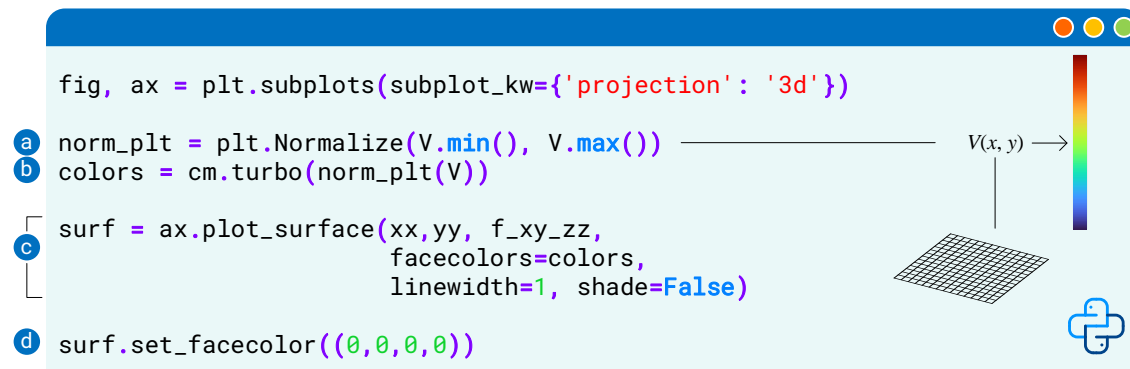 fig, ax = plt.subplots(subplot_kw={'projection': '3d'})
a norm_plt = plt.Normalize(V.min(), V.max()) V(x, y)
b colors = cm.turbo(norm_plt(V))
c surf = ax.plot_surface(xx,yy, f_xy_zz,
facecolors=colors,
linewidth=1, shade=False)
d surf.set_facecolor((0,0,0,0))